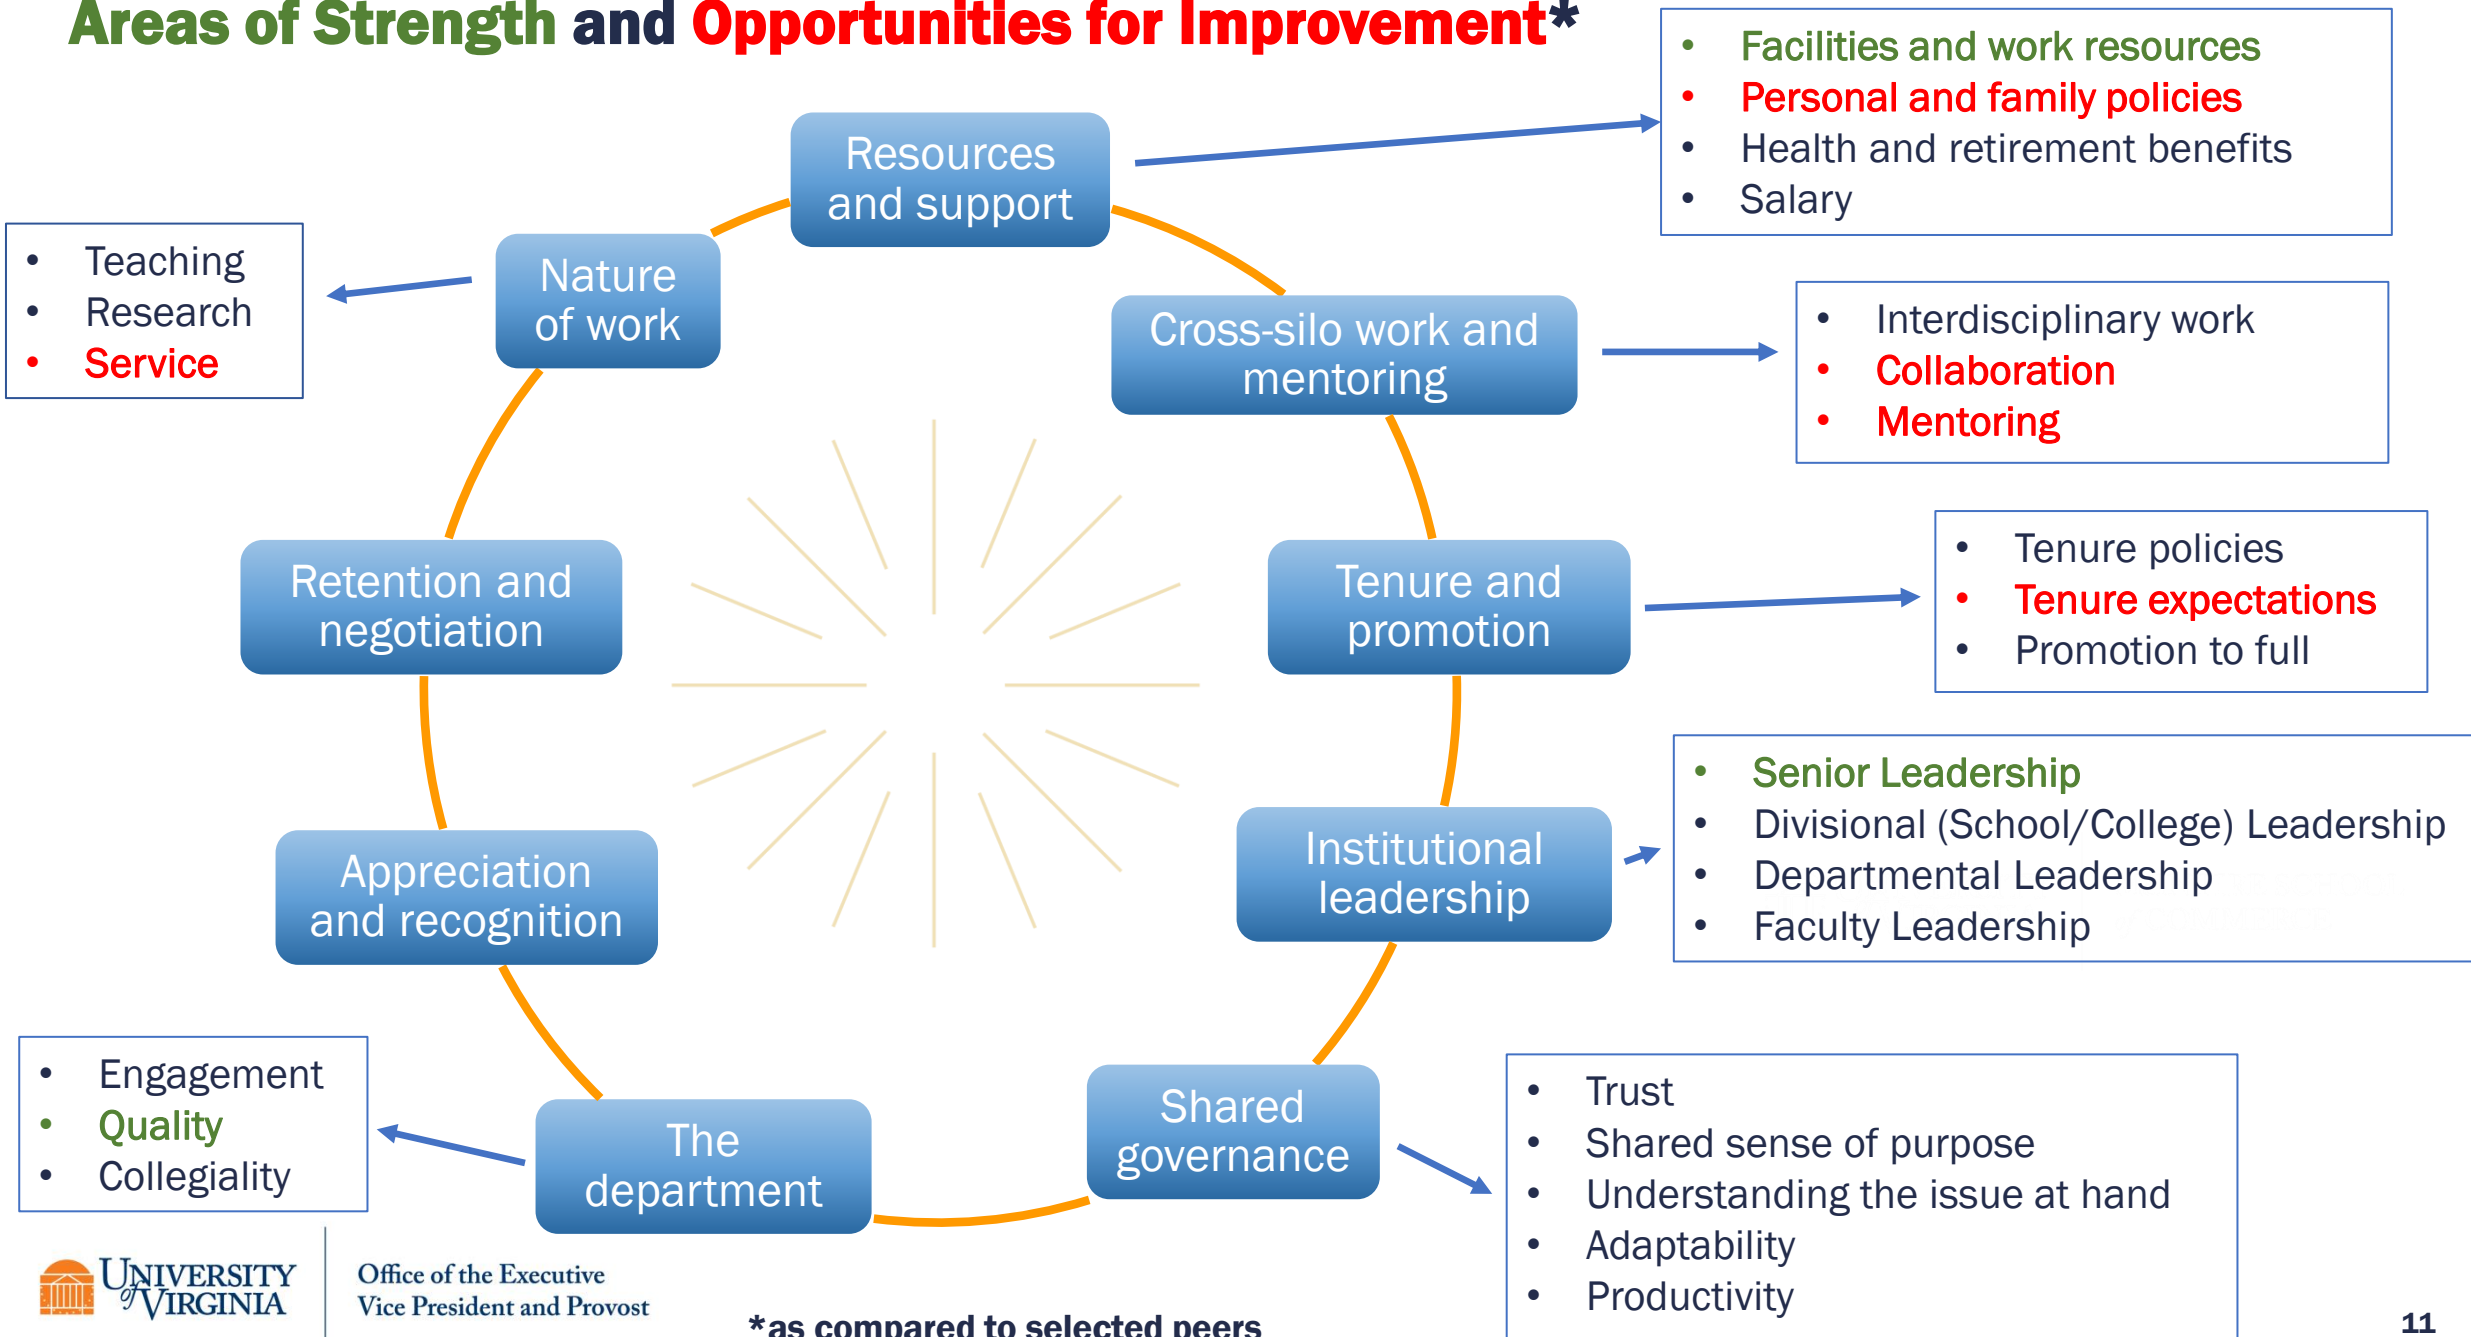 Areas of Strength and Opportunities for Improvement*
Resources
and support
• Facilities and work resources
• Personal and family policies
• Health and retirement benefits
• Salary
Nature
of work
• Teaching
• Research
• Service
Cross-silo work and
mentoring
• Interdisciplinary work
• Collaboration
• Mentoring
Retention and
negotiation
Tenure and
promotion
• Tenure policies
• Tenure expectations
• Promotion to full
Appreciation
and recognition
Institutional
leadership
• Senior Leadership
• Divisional (School/College) Leadership
• Departmental Leadership
• Faculty Leadership
The
department
• Engagement
• Quality
• Collegiality
Shared
governance
• Trust
• Shared sense of purpose
• Understanding the issue at hand
• Adaptability
• Productivity
UNIVERSITY
of VIRGINIA
Office of the Executive
Vice President and Provost
*as compared to selected peers
11